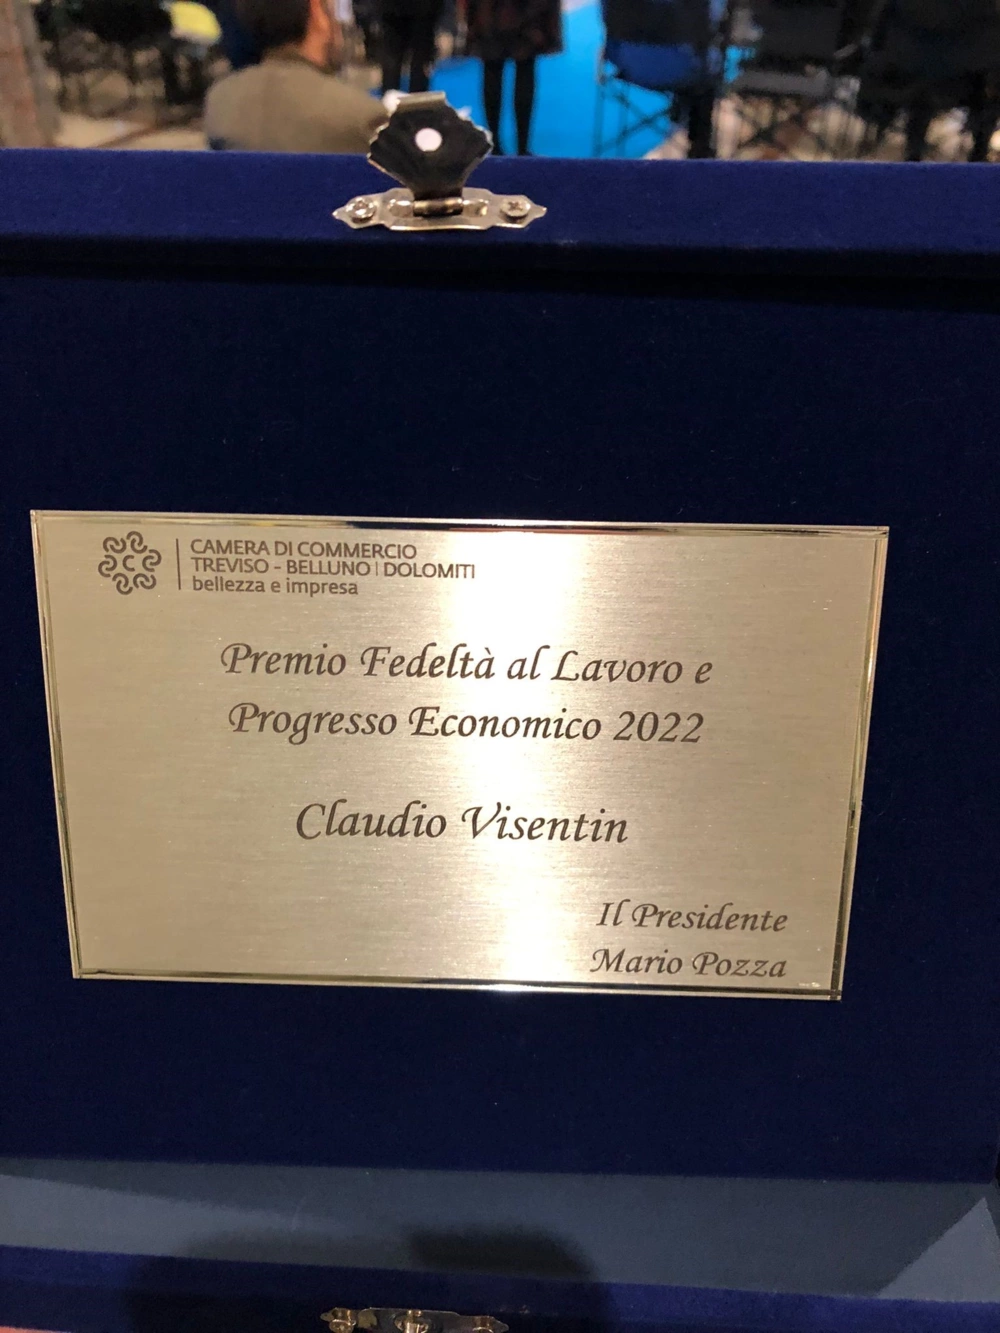 CAMERA DI COMMERCIO
TREVISO - BELLUNO | DOLOMITI
bellezza e impresa
Premio Fedeltà al Lavoro e
Progresso Economico 2022
Claudio Visentin
Il Presidente
Mario Pozza